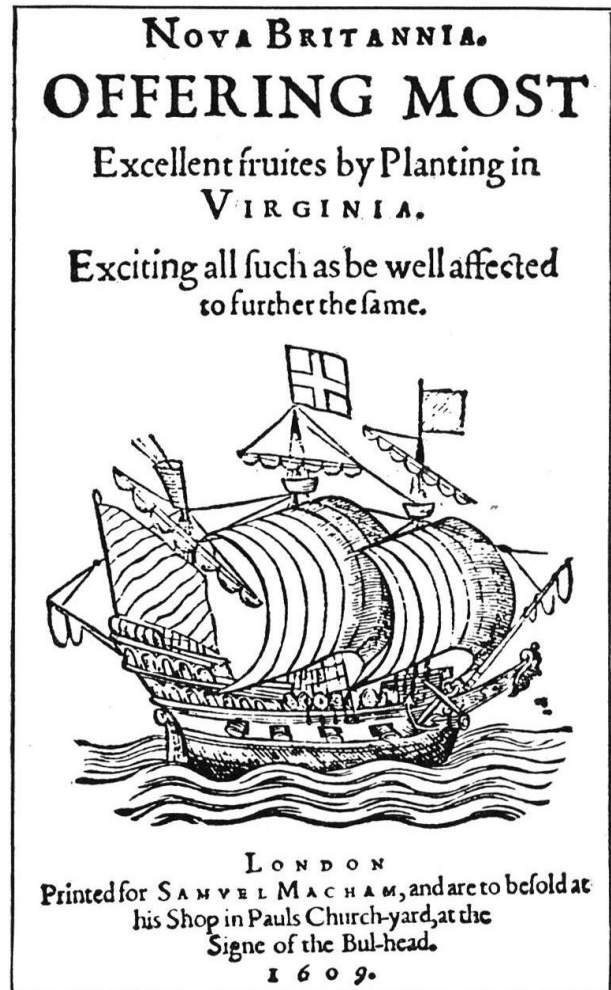 NOVA BRITANNIA.
OFFERING MOST
Excellent fruites by Planting in
VIRGINIA.
Exciting all ſuch as be well affected
to further the ſame.
LONDON
Printed for SAMVEL MACHAM, and are to be ſold at
his Shop in Pauls Church-yard, at the
Signe of the Bul-head.
1609.